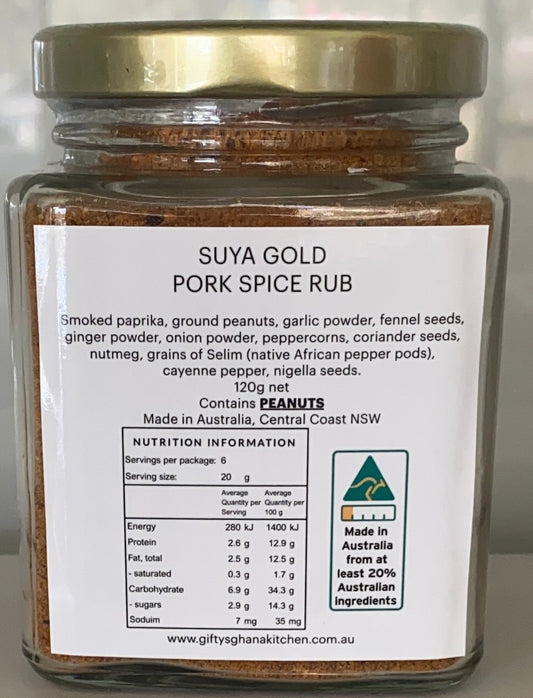 SUYA GOLD
PORK SPICE RUB
Smoked paprika, ground peanuts, garlic powder, fennel seeds,
ginger powder, onion powder, peppercorns, coriander seeds,
nutmeg, grains of Selim (native African pepper pods),
cayenne pepper, nigella seeds.
120g net
Contains PEANUTS
Made in Australia, Central Coast NSW
NUTRITION INFORMATION
Servings per package: 6
Serving size: 20 g
Average Average
Quantity per Quantity per
Serving 100 g
Energy 280 kJ 1400 kJ
Protein 2.6 g 12.9 g
Fat, total 2.5 g 12.5 g
- saturated 0.3 g 1.7 g
Carbohydrate 6.9 g 34.3 g
- sugars 2.9 g 14.3 g
Soduim 7 mg 35 mg
Made in
Australia
from at
least 20%
Australian
ingredients
www.giftysghanakitchen.com.au